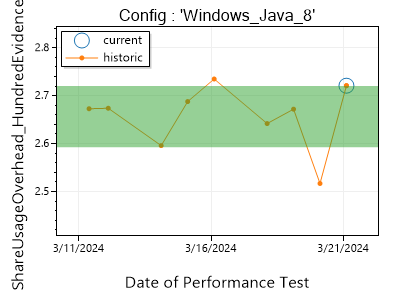 Config : 'Windows_Java_8'
current
historic
2.8
2.7
2.6
2.5
3/11/2024
3/16/2024
3/21/2024
Date of Performance Test
ShareUsageOverhead_HundredEvidence